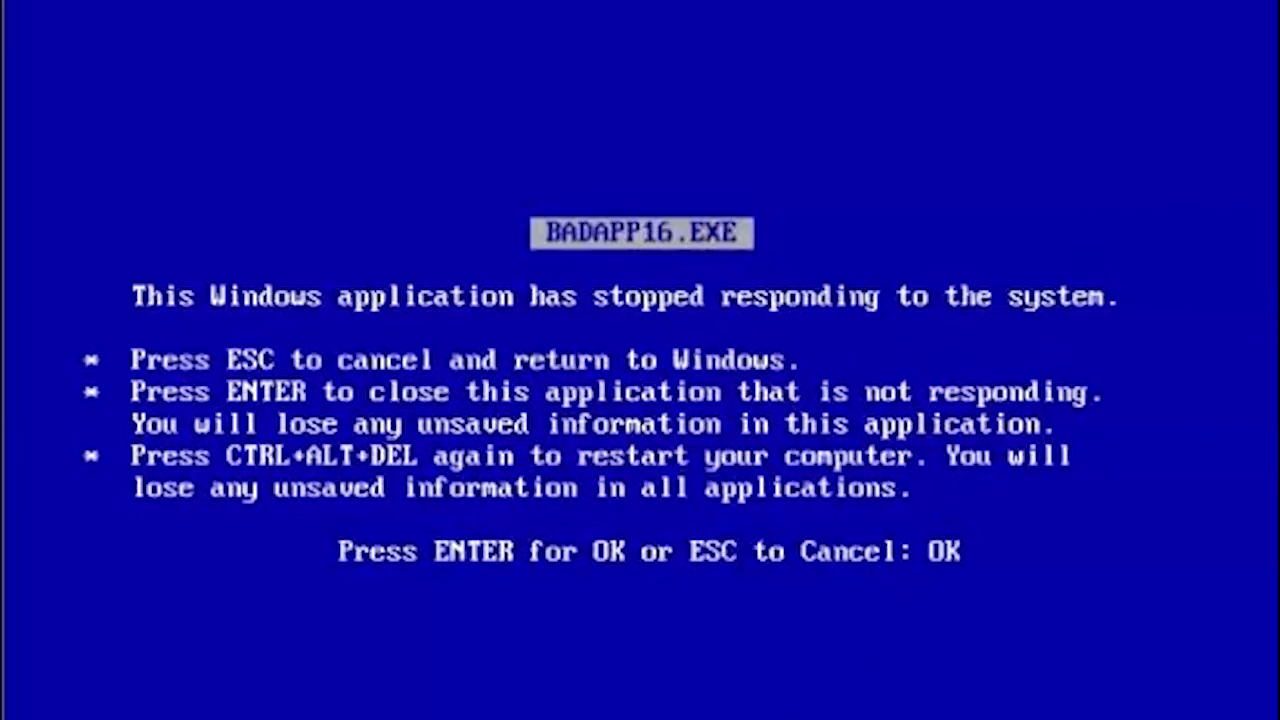 BADAPP16.EXE
This Windows application has stopped responding to the system.
* Press ESC to cancel and return to Windows.
* Press ENTER to close this application that is not responding.
You will lose any unsaved information in this application.
* Press CTRL+ALT+DEL again to restart your computer. You will
lose any unsaved information in all applications.
Press ENTER for OK or ESC to Cancel: OK